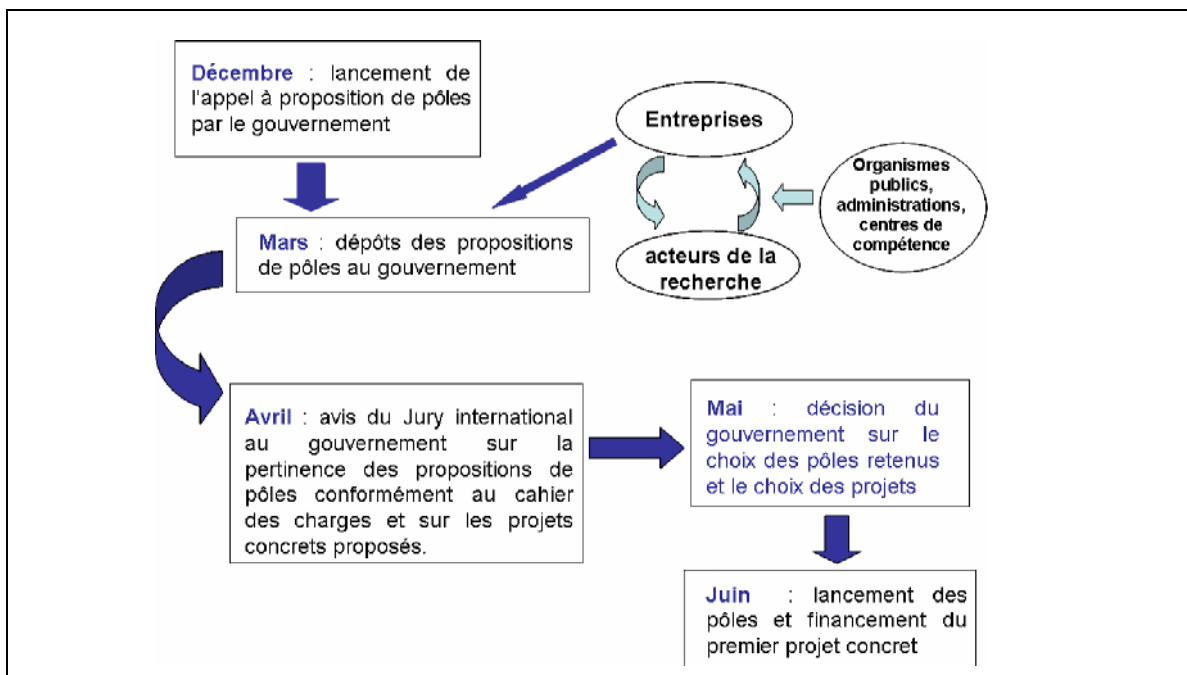 Décembre : lancement de
l'appel à proposition de pôles
par le gouvernement
Entreprises
Organismes
publics,
administrations,
centres de
compétence
acteurs de la
recherche
Mars : dépôts des propositions
de pôles au gouvernement
Avril : avis du Jury international
au gouvernement sur la
pertinence des propositions de
pôles conformément au cahier
des charges et sur les projets
concrets proposés.
Mai : décision du
gouvernement sur le
choix des pôles retenus
et le choix des projets
Juin : lancement des
pôles et financement du
premier projet concret